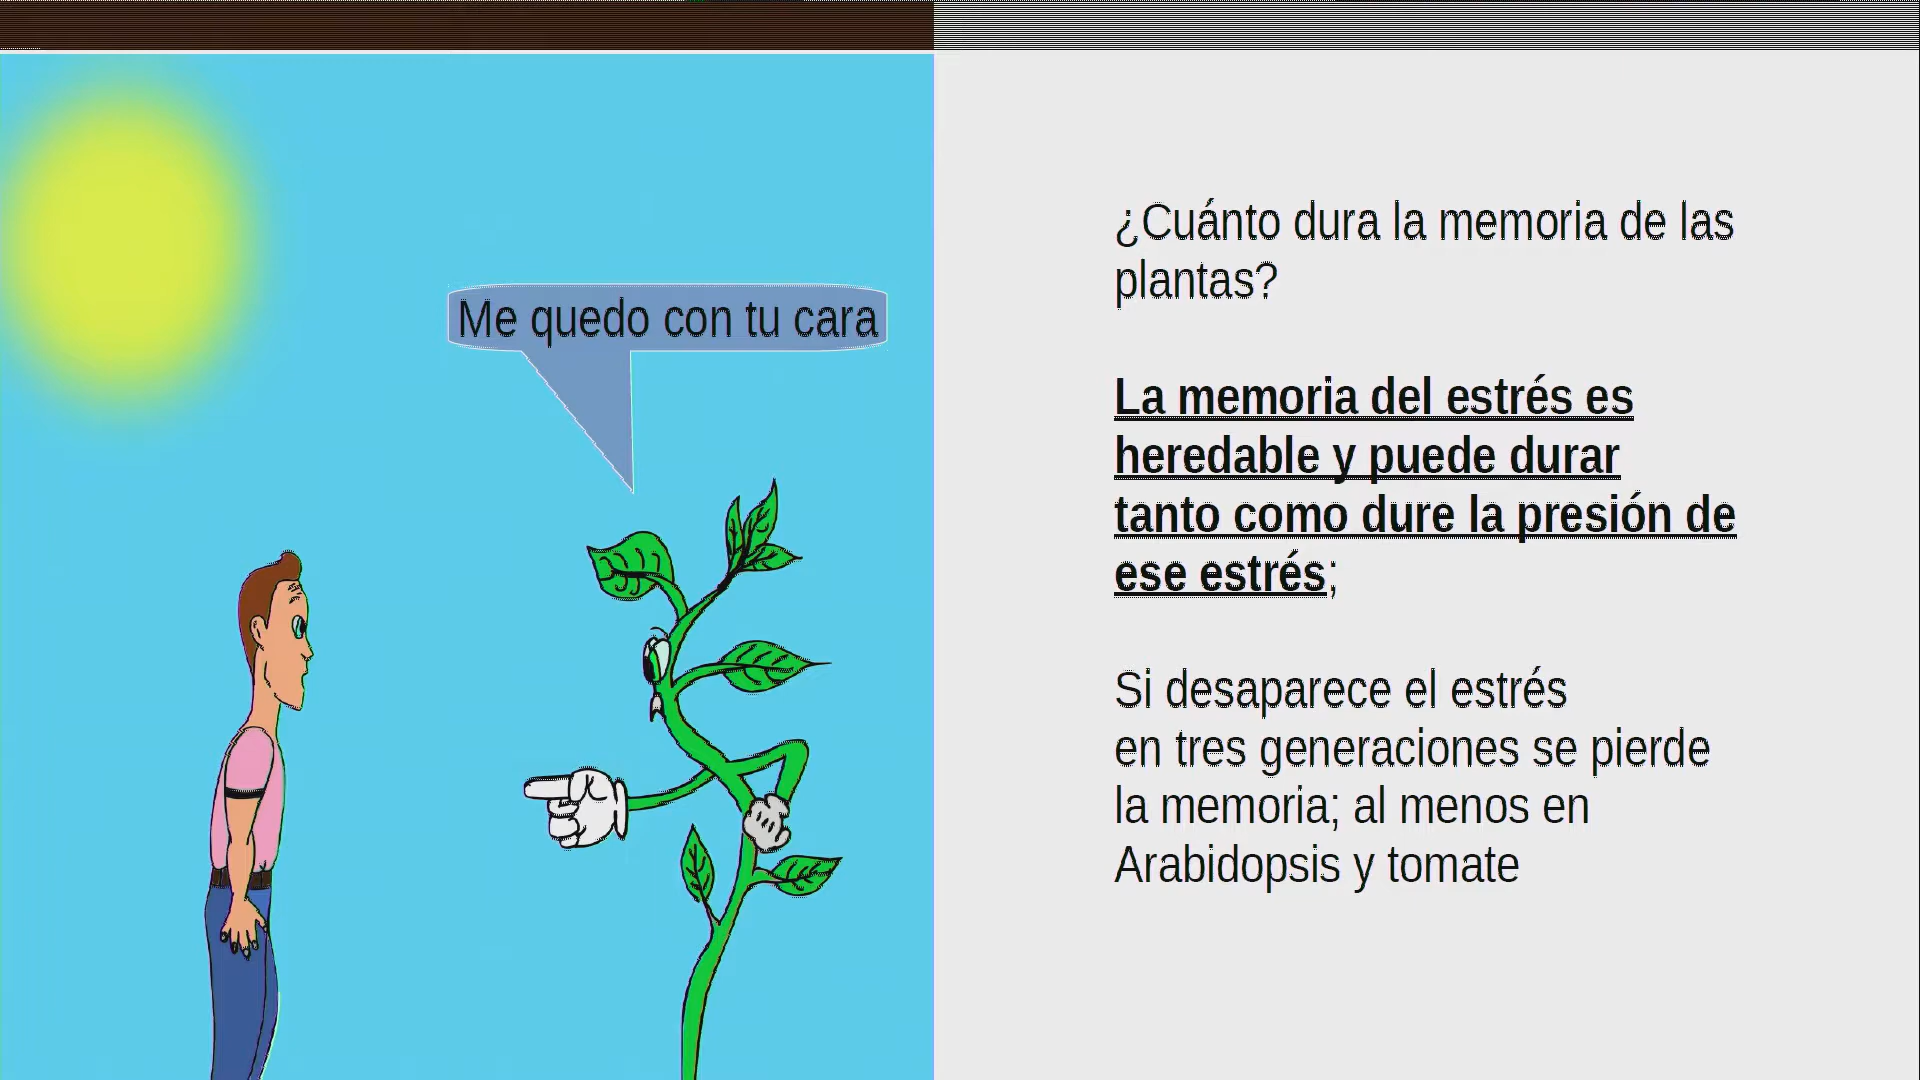 Me quedo con tu cara
¿Cuánto dura la memoria de las
plantas?
La memoria del estrés es
heredable y puede durar
tanto como dure la presión de
ese estrés;
Si desaparece el estrés
en tres generaciones se pierde
la memoria; al menos en
Arabidopsis y tomate